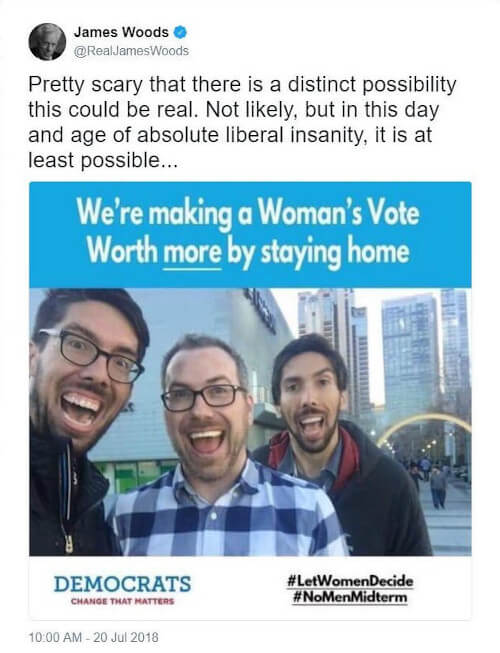 James Woods
@RealJamesWoods
Pretty scary that there is a distinct possibility
this could be real. Not likely, but in this day
and age of absolute liberal insanity, it is at
least possible...
We're making a Woman's Vote
Worth more by staying home
DEMOCRATS
CHANGE THAT MATTERS
#LetWomenDecide
#NoMenMidterm
10:00 AM - 20 Jul 2018